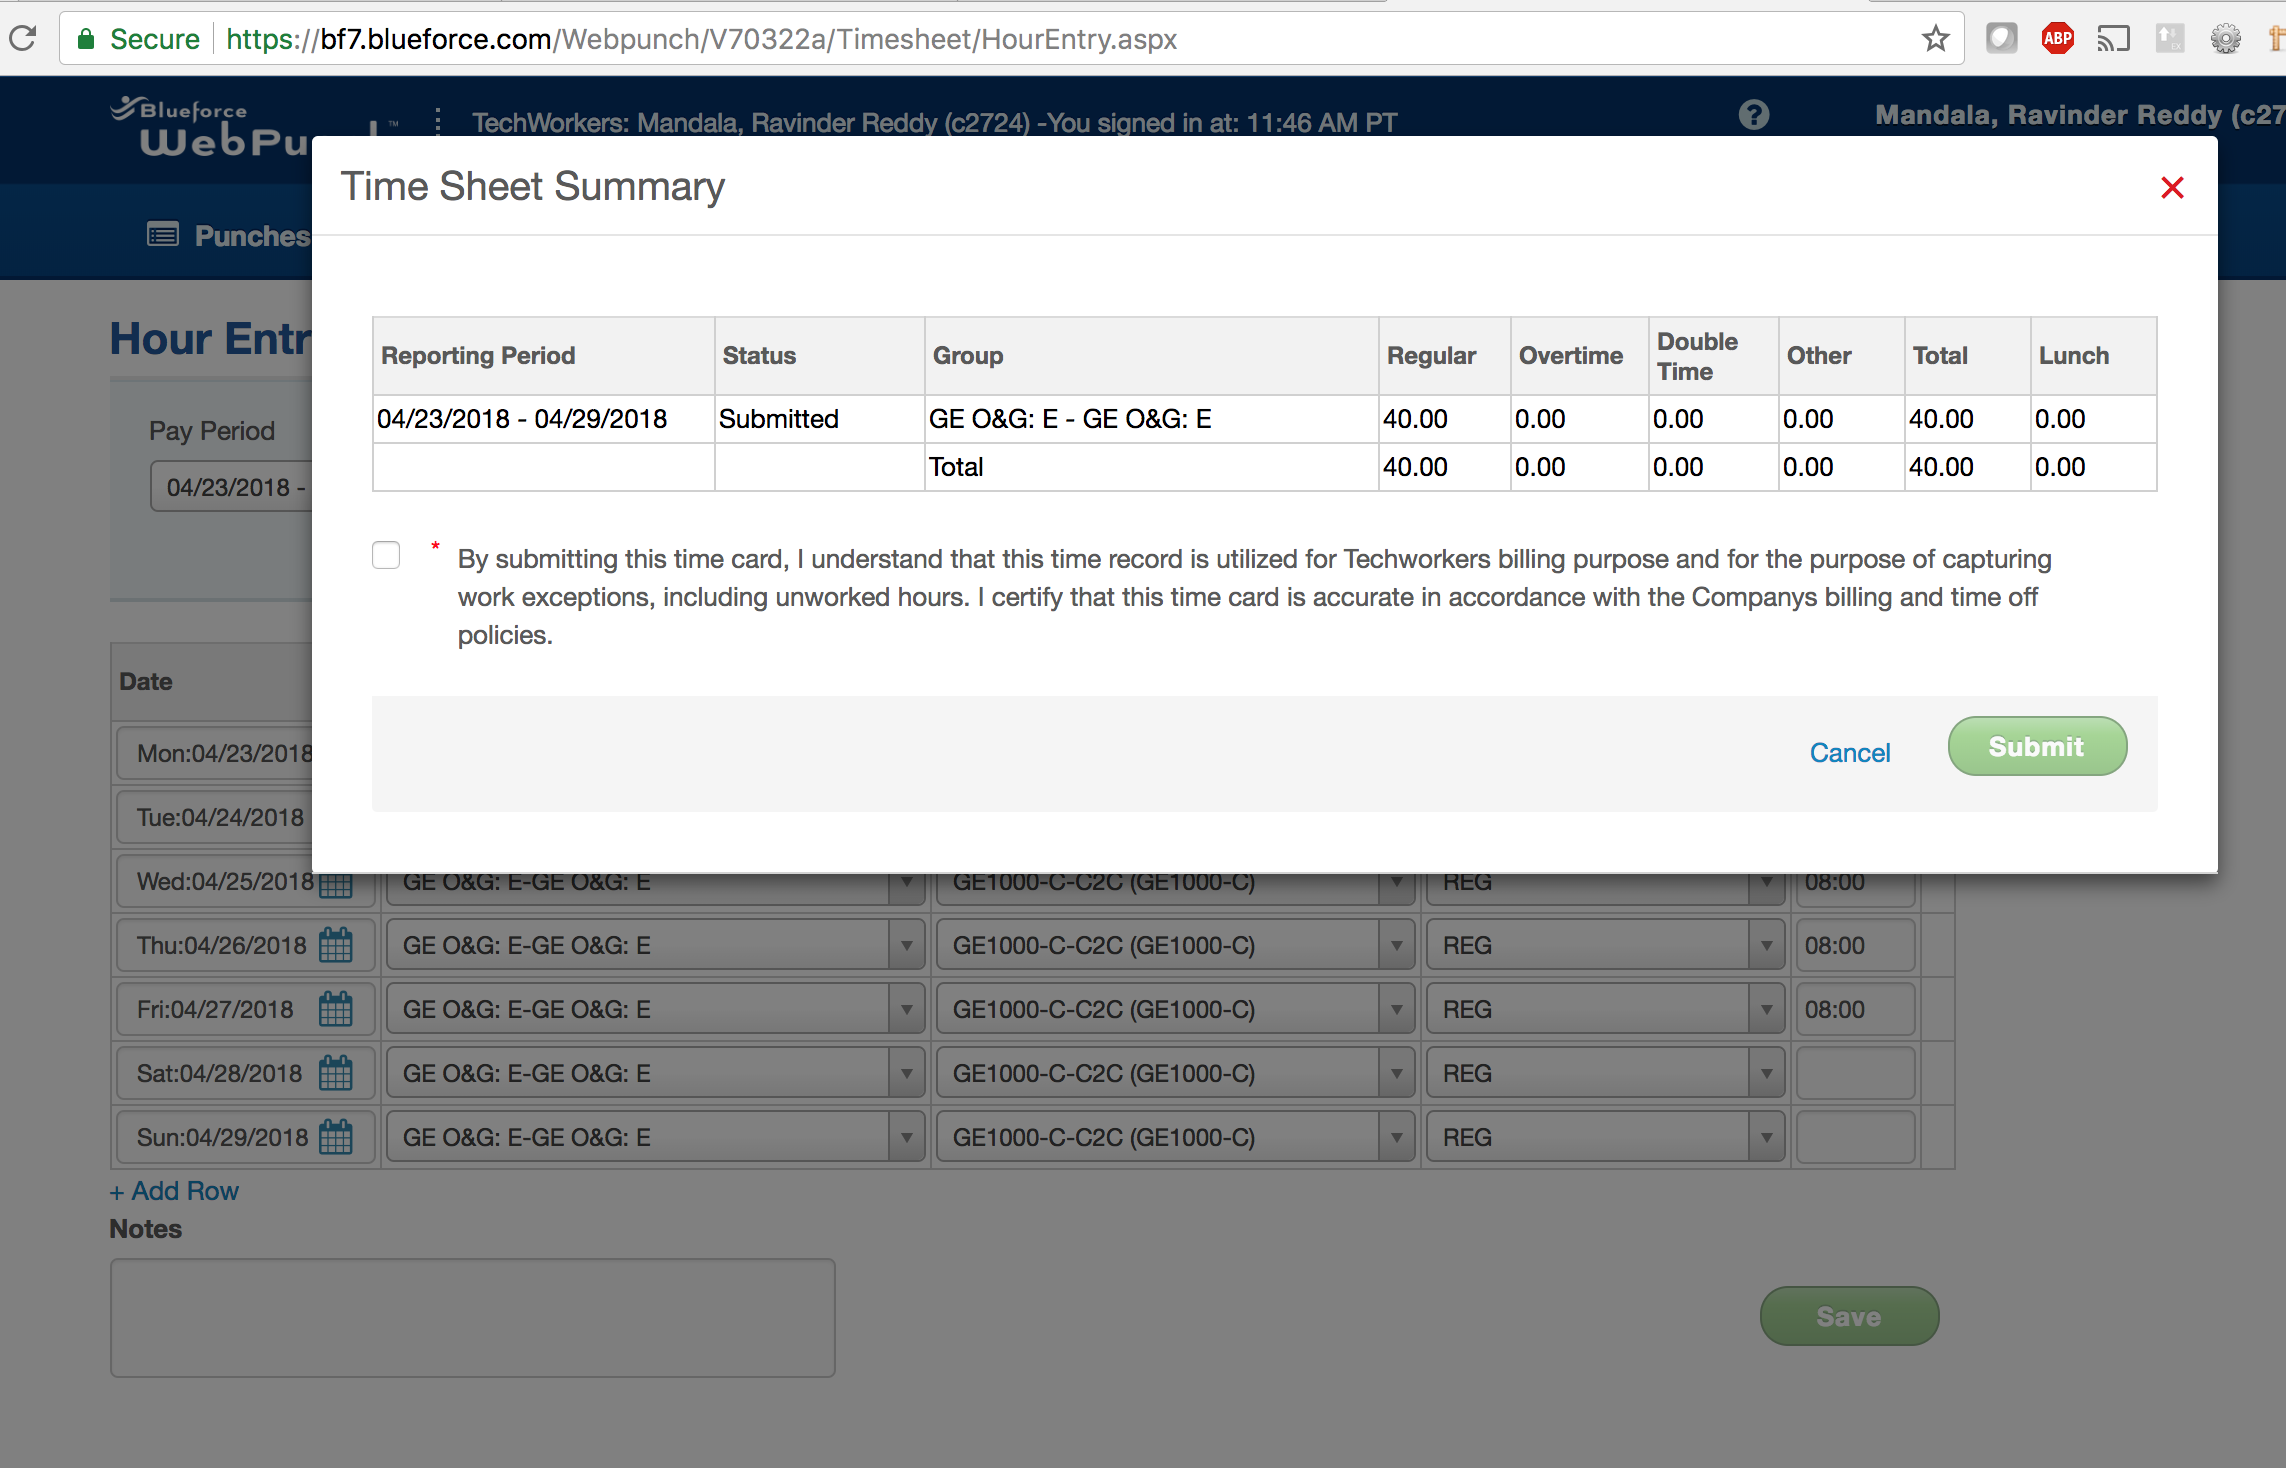 Secure https://bf7.blueforce.com/Webpunch/V70322a/Timesheet/HourEntry.aspx
ABP
Blueforce
WebPu
TechWorkers: Mandala, Ravinder Reddy (c2724) -You signed in at: 11:46 AM PT
?
Mandala, Ravinder Reddy (c27
Time Sheet Summary
Punches
Reporting Period Status Group Regular Overtime Double Time Other Total Lunch
04/23/2018 - 04/29/2018 Submitted GE O&G: E - GE O&G: E 40.00 0.00 0.00 0.00 40.00 0.00
Total 40.00 0.00 0.00 0.00 40.00 0.00
Hour Entr
Pay Period
04/23/2018 -
* By submitting this time card, I understand that this time record is utilized for Techworkers billing purpose and for the purpose of capturing
work exceptions, including unworked hours. I certify that this time card is accurate in accordance with the Companys billing and time off
policies.
Cancel Submit
Date
Mon:04/23/2018
Tue:04/24/2018
Wed:04/25/2018 GE O&G: E-GE O&G: E GE1000-C-C2C (GE1000-C) REG 08:00
Thu:04/26/2018 GE O&G: E-GE O&G: E GE1000-C-C2C (GE1000-C) REG 08:00
Fri:04/27/2018 GE O&G: E-GE O&G: E GE1000-C-C2C (GE1000-C) REG 08:00
Sat:04/28/2018 GE O&G: E-GE O&G: E GE1000-C-C2C (GE1000-C) REG
Sun:04/29/2018 GE O&G: E-GE O&G: E GE1000-C-C2C (GE1000-C) REG
+ Add Row
Notes
Save